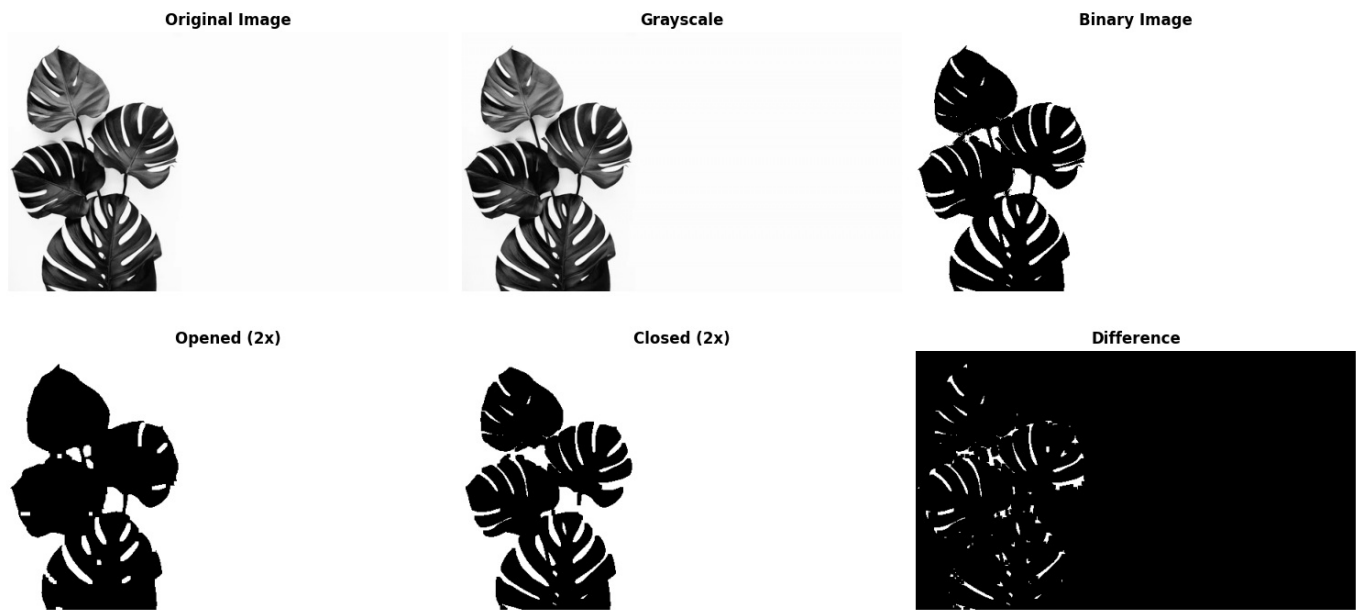 Original Image
Grayscale
Binary Image
Opened (2x)
Closed (2x)
Difference